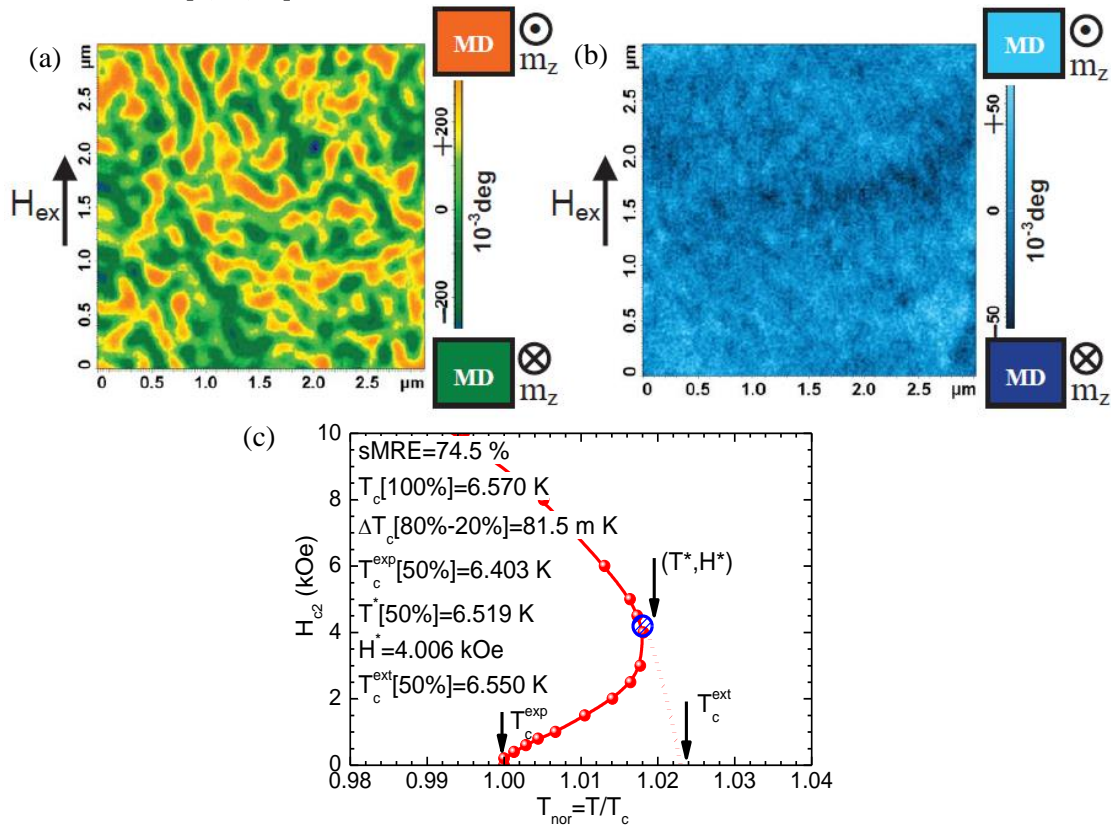 (a)
MD
⊙
m_z
μm
2.5
2.0
1.5
1.0
0.5
0
H_ex
+200
0
−200
10⁻³deg
0 0.5 1.0 1.5 2.0 2.5 μm
MD
⊗
m_z
(b)
MD
⊙
m_z
μm
2.5
2.0
1.5
1.0
0.5
0
H_ex
+50
0
−50
10⁻³deg
0 0.5 1.0 1.5 2.0 2.5 μm
MD
⊗
m_z
(c)
sMRE=74.5 %
T_c[100%]=6.570 K
ΔT_c[80%-20%]=81.5 m K
T_c^exp[50%]=6.403 K
T^*[50%]=6.519 K
H^*=4.006 kOe
T_c^ext[50%]=6.550 K
(T*,H*)
T_c^exp
T_c^ext
H_c2 (kOe)
10
8
6
4
2
0
0.98 0.99 1.00 1.01 1.02 1.03 1.04
T_nor=T/T_c